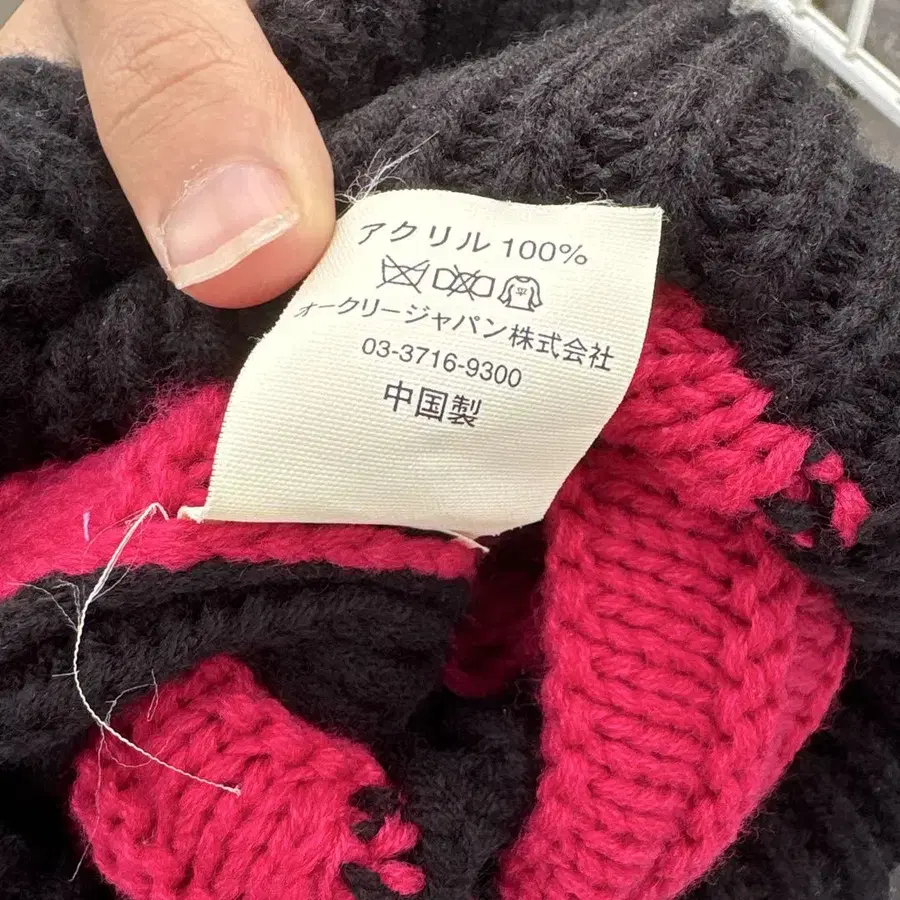 アクリル 100%
平
オークリージャパン株式会社
03-3716-9300
中国製